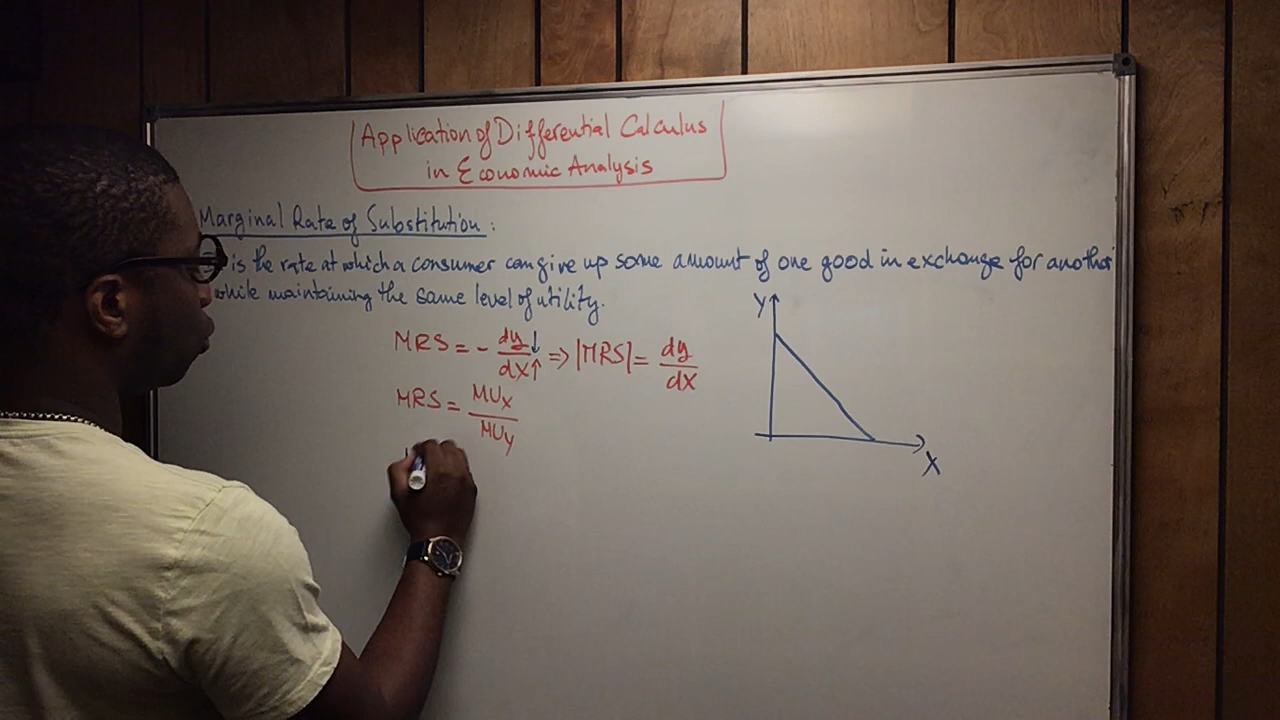 Application of Differential Calculus
in Economic Analysis
Marginal Rate of Substitution:
is the rate at which a consumer can give up some amount of one good in exchange for another
while maintaining the same level of utility.
MRS = - dy↓/dx↑ => |MRS| = dy/dx
MRS = MUx/MUy
Y
X